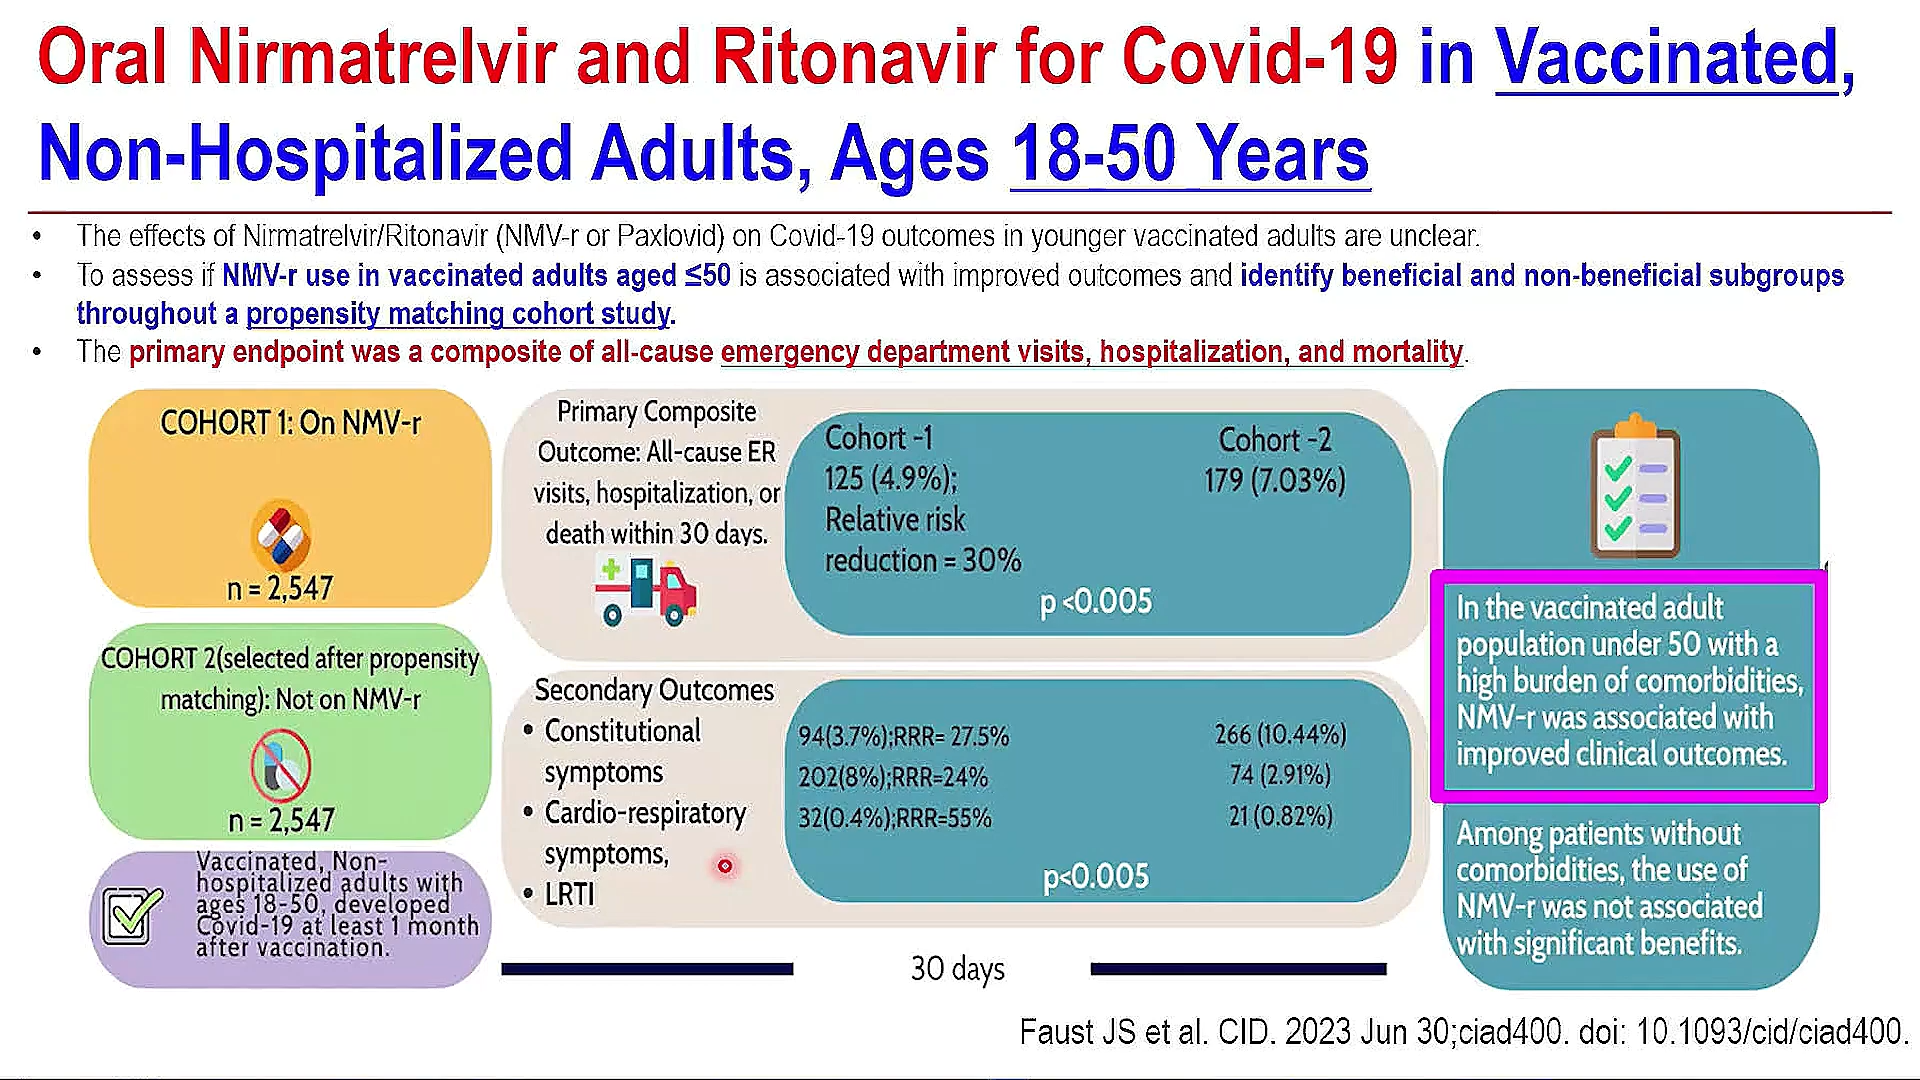 Oral Nirmatrelvir and Ritonavir for Covid-19 in Vaccinated,
Non-Hospitalized Adults, Ages 18-50 Years
• The effects of Nirmatrelvir/Ritonavir (NMV-r or Paxlovid) on Covid-19 outcomes in younger vaccinated adults are unclear.
• To assess if NMV-r use in vaccinated adults aged ≤50 is associated with improved outcomes and identify beneficial and non-beneficial subgroups
throughout a propensity matching cohort study.
• The primary endpoint was a composite of all-cause emergency department visits, hospitalization, and mortality.
COHORT 1: On NMV-r
n = 2,547
COHORT 2(selected after propensity
matching): Not on NMV-r
n = 2,547
Vaccinated, Non-
hospitalized adults with
ages 18-50, developed
Covid-19 at least 1 month
after vaccination.
Primary Composite
Outcome: All-cause ER
visits, hospitalization, or
death within 30 days.
Cohort -1
125 (4.9%);
Relative risk
reduction = 30%
Cohort -2
179 (7.03%)
p <0.005
Secondary Outcomes
• Constitutional
symptoms
• Cardio-respiratory
symptoms,
• LRTI
94(3.7%);RRR= 27.5%
202(8%);RRR=24%
32(0.4%);RRR=55%
266 (10.44%)
74 (2.91%)
21 (0.82%)
p<0.005
30 days
In the vaccinated adult
population under 50 with a
high burden of comorbidities,
NMV-r was associated with
improved clinical outcomes.
Among patients without
comorbidities, the use of
NMV-r was not associated
with significant benefits.
Faust JS et al. CID. 2023 Jun 30;ciad400. doi: 10.1093/cid/ciad400.